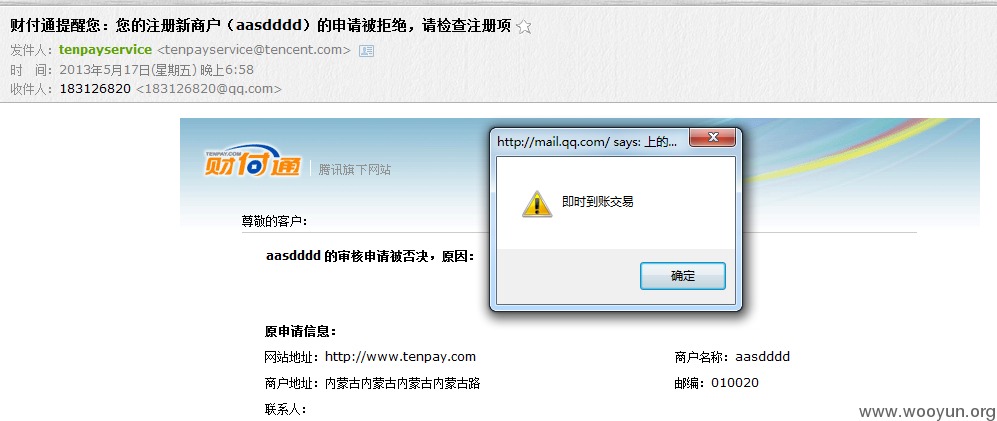 财付通提醒您：您的注册新商户（aasdddd）的申请被拒绝，请检查注册项
发件人：tenpayservice <tenpayservice@tencent.com>
时 间：2013年5月17日(星期五) 晚上6:58
收件人：183126820 <183126820@qq.com>
TENPAY.COM
财付通 腾讯旗下网站
http://mail.qq.com/ says: 上的...
即时到账交易
确定
尊敬的客户：
aasdddd 的审核申请被否决，原因：
原申请信息：
网站地址：http://www.tenpay.com 商户名称：aasdddd
商户地址：内蒙古内蒙古内蒙古内蒙古路 邮编：010020
联系人：
www.wooyun.org